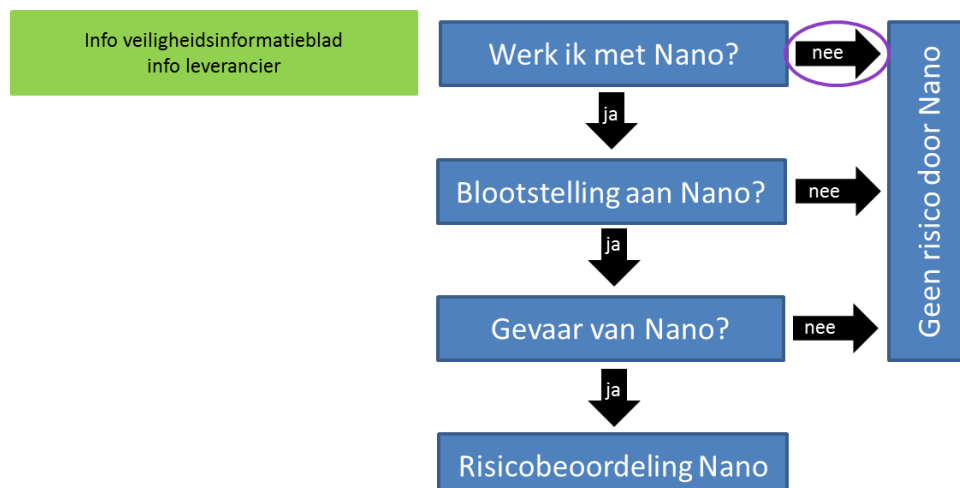 Info veiligheidsinformatieblad
info leverancier
Werk ik met Nano?
nee
ja
Blootstelling aan Nano?
nee
ja
Gevaar van Nano?
nee
ja
Risicobeoordeling Nano
Geen risico door Nano